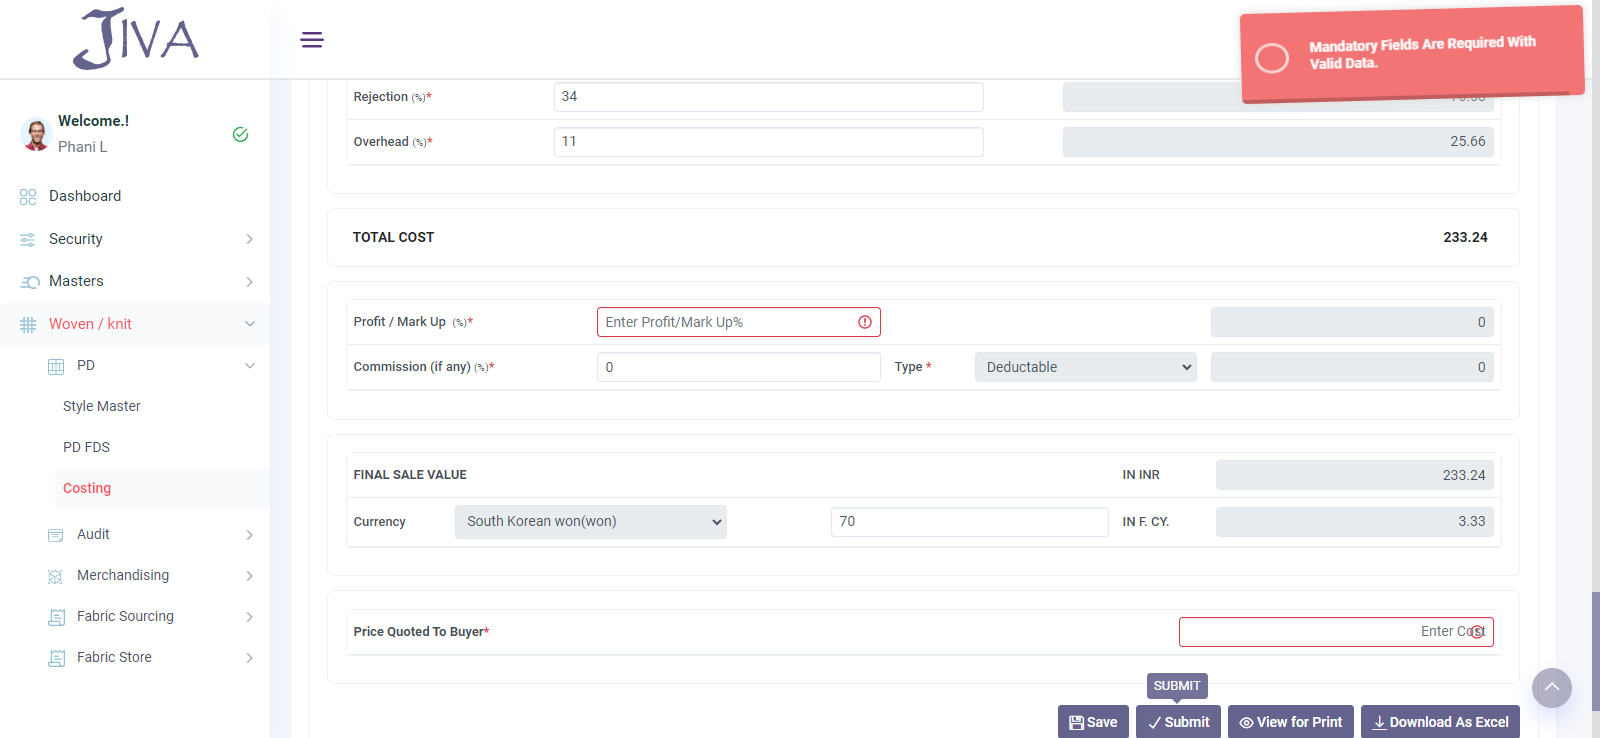 JIVA
Mandatory Fields Are Required With
Valid Data.
Welcome.!
Phani L
Dashboard
Security
Masters
Woven / knit
PD
Style Master
PD FDS
Costing
Audit
Merchandising
Fabric Sourcing
Fabric Store
Rejection (%)* 34
Overhead (%)* 11 25.66
TOTAL COST 233.24
Profit / Mark Up (%)* Enter Profit/Mark Up% 0
Commission (if any) (%)* 0 Type * Deductable 0
FINAL SALE VALUE IN INR 233.24
Currency South Korean won(won) 70 IN F. CY. 3.33
Price Quoted To Buyer* Enter Cost
SUBMIT
Save Submit View for Print Download As Excel